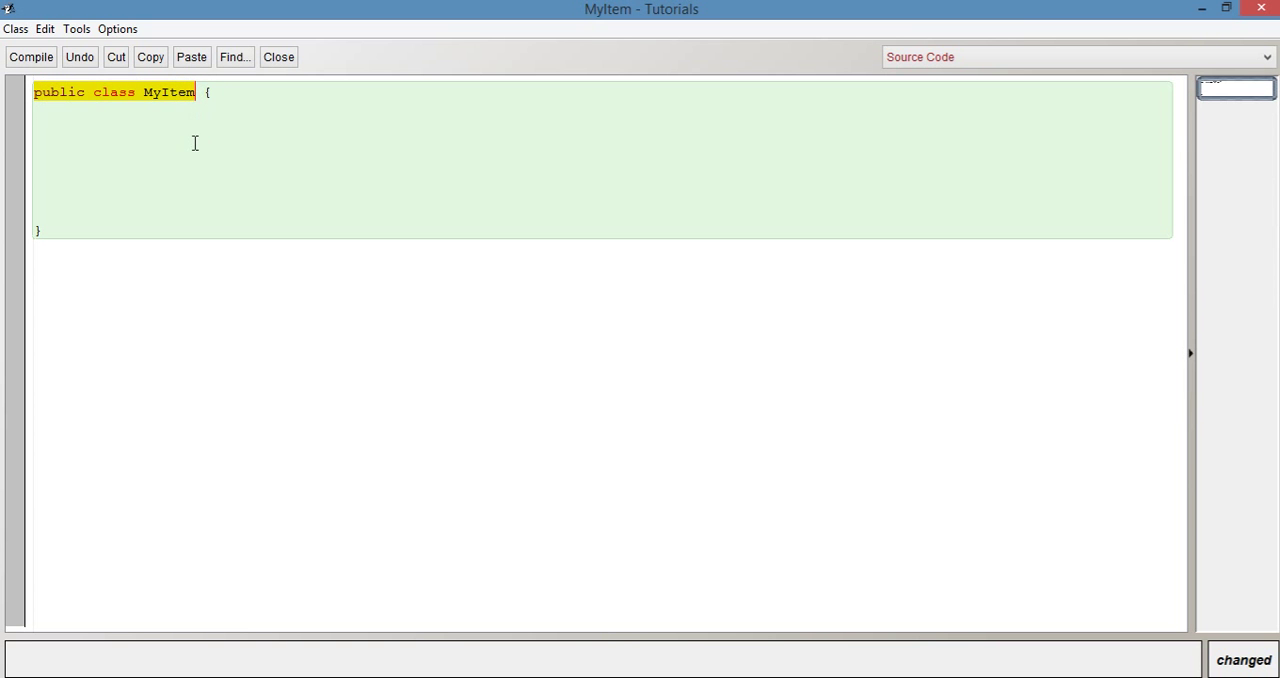 MyItem - Tutorials
Class Edit Tools Options
Compile Undo Cut Copy Paste Find... Close Source Code
public class MyItem {
}
changed